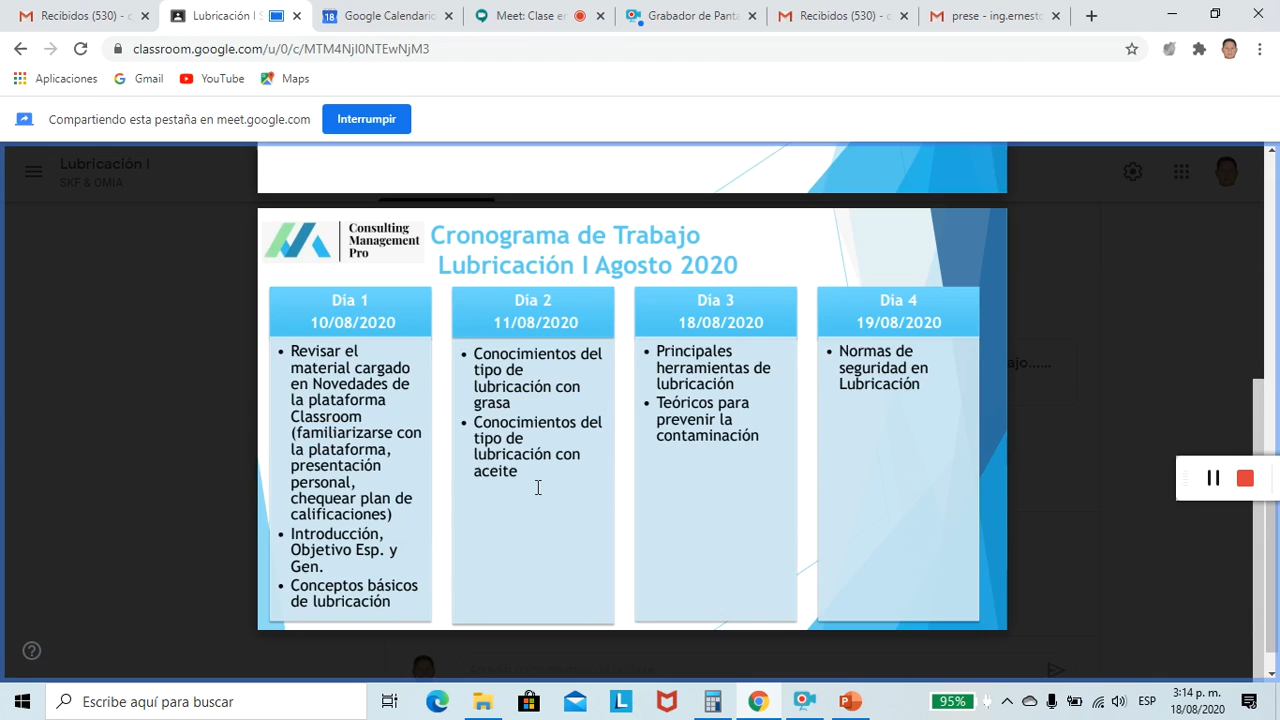 Recibidos (530) - c
Lubricación I S
Google Calendario
Meet: Clase en
Grabador de Panta
Recibidos (530) - c
prese - ing.ernesto
classroom.google.com/u/0/c/MTM4NjI0NTEwNjM3
Aplicaciones
Gmail
YouTube
Maps
Compartiendo esta pestaña en meet.google.com
Interrumpir
Lubricación I
SKF & OMIA
Consulting
Management
Pro
Cronograma de Trabajo
Lubricación I Agosto 2020
Día 1
10/08/2020
• Revisar el
material cargado
en Novedades de
la plataforma
Classroom
(familiarizarse con
la plataforma,
presentación
personal,
chequear plan de
calificaciones)
• Introducción,
Objetivo Esp. y
Gen.
• Conceptos básicos
de lubricación
Día 2
11/08/2020
• Conocimientos del
tipo de
lubricación con
grasa
• Conocimientos del
tipo de
lubricación con
aceite
Día 3
18/08/2020
• Principales
herramientas de
lubricación
• Teóricos para
prevenir la
contaminación
Día 4
19/08/2020
• Normas de
seguridad en
Lubricación
Escribe aquí para buscar
95%
ESP
3:14 p. m.
18/08/2020